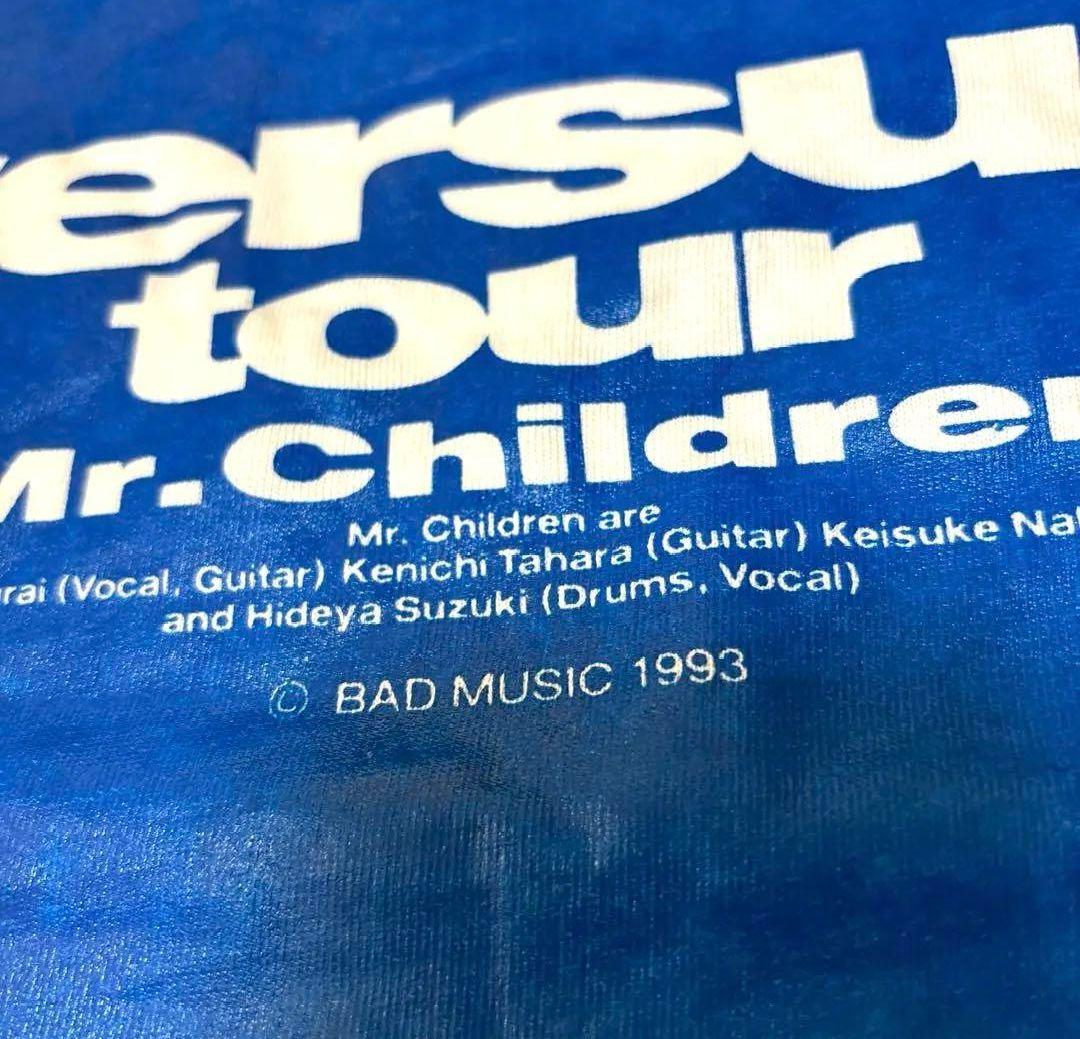 ersu
tour
Mr.Children
Mr. Children are
rai (Vocal, Guitar) Kenichi Tahara (Guitar) Keisuke Na
and Hideya Suzuki (Drums, Vocal)
© BAD MUSIC 1993